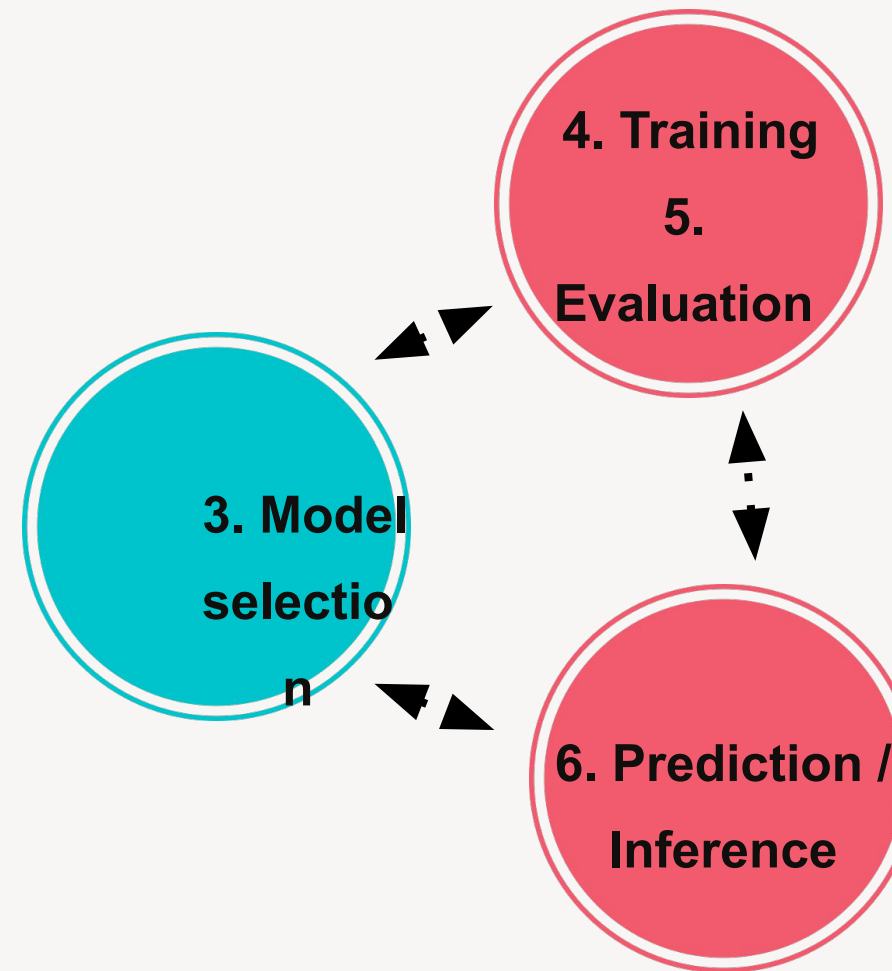 4. Training
5.
Evaluation
3. Model
selectio
n
6. Prediction /
Inference